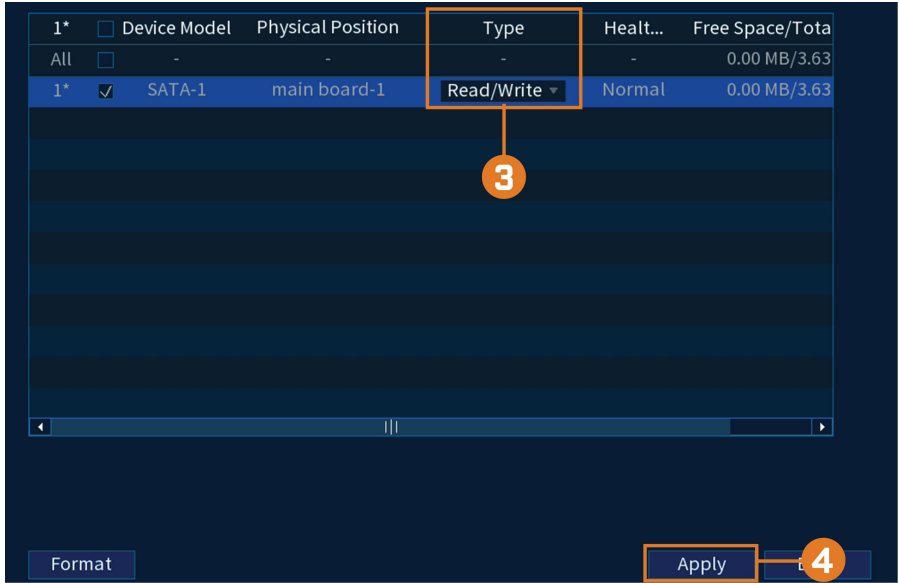 1* Device Model Physical Position Type Healt... Free Space/Tota
All - - - - 0.00 MB/3.63
1* SATA-1 main board-1 Read/Write Normal 0.00 MB/3.63
3
Format Apply 4